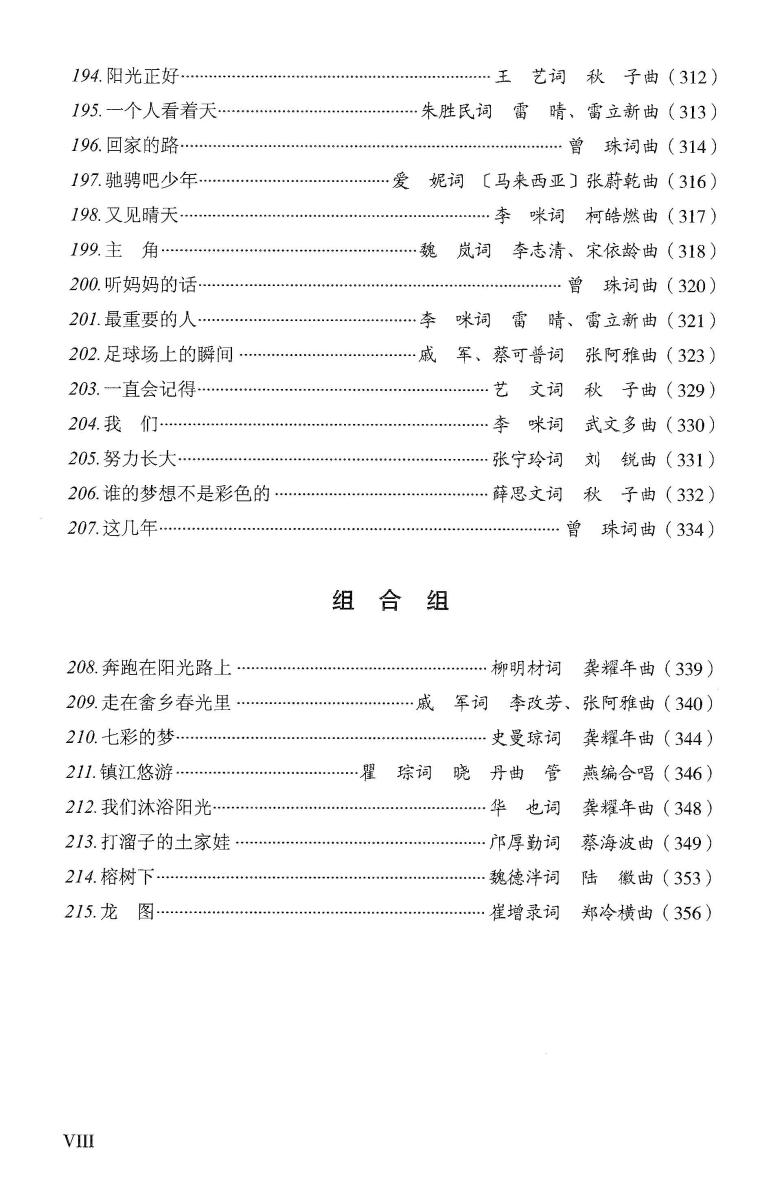 194.阳光正好……………………………………王　艺词　秋　子曲（312）
195.一个人看着天……………………………朱胜民词　雷　晴、雷立新曲（313）
196.回家的路……………………………………………曾　珠词曲（314）
197.驰骋吧少年…………………………爱　妮词　〔马来西亚〕张蔚乾曲（316）
198.又见晴天……………………………………李　咪词　柯皓燃曲（317）
199.主　角………………………………魏　岚词　李志清、宋依龄曲（318）
200.听妈妈的话…………………………………………曾　珠词曲（320）
201.最重要的人…………………………李　咪词　雷　晴、雷立新曲（321）
202.足球场上的瞬间……………………戚　军、蔡可普词　张阿雅曲（323）
203.一直会记得…………………………………艺　文词　秋　子曲（329）
204.我　们………………………………………李　咪词　武文多曲（330）
205.努力长大……………………………………张宁玲词　刘　锐曲（331）
206.谁的梦想不是彩色的………………………薛思文词　秋　子曲（332）
207.这几年………………………………………………曾　珠词曲（334）
组　合　组
208.奔跑在阳光路上……………………………柳明材词　龚耀年曲（339）
209.走在畲乡春光里……………………戚　军词　李改芳、张阿雅曲（340）
210.七彩的梦……………………………………史曼琼词　龚耀年曲（344）
211.镇江悠游……………………瞿　琮词　晓　丹曲　管　燕编合唱（346）
212.我们沐浴阳光………………………………华　也词　龚耀年曲（348）
213.打溜子的土家娃……………………………邝厚勤词　蔡海波曲（349）
214.榕树下………………………………………魏德泮词　陆　徽曲（353）
215.龙　图………………………………………崔增录词　郑冷横曲（356）
VIII